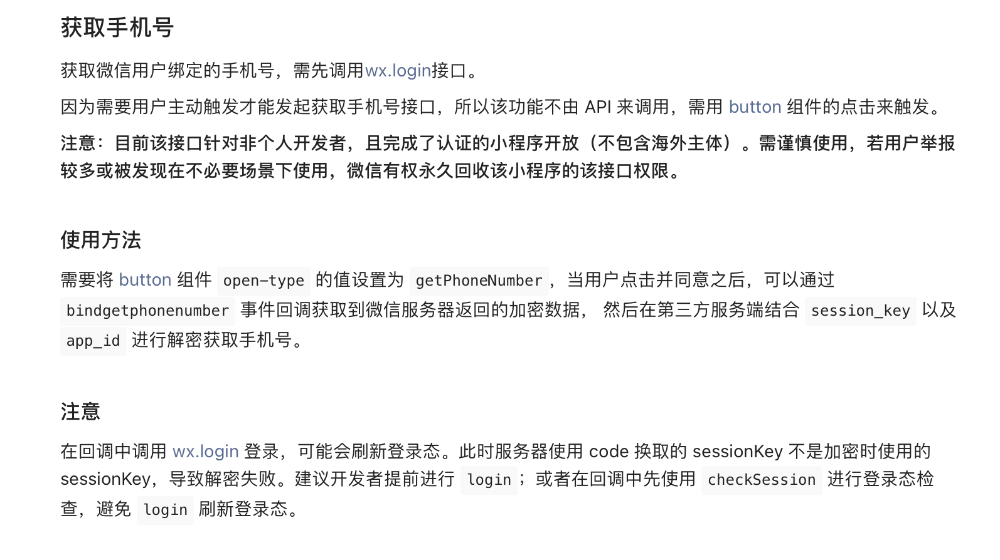 获取手机号
获取微信用户绑定的手机号，需先调用wx.login接口。
因为需要用户主动触发才能发起获取手机号接口，所以该功能不由 API 来调用，需用 button 组件的点击来触发。
注意：目前该接口针对非个人开发者，且完成了认证的小程序开放（不包含海外主体）。需谨慎使用，若用户举报
较多或被发现在不必要场景下使用，微信有权永久回收该小程序的该接口权限。
使用方法
需要将 button 组件 open-type 的值设置为 getPhoneNumber，当用户点击并同意之后，可以通过
bindgetphonenumber 事件回调获取到微信服务器返回的加密数据， 然后在第三方服务端结合 session_key 以及
app_id 进行解密获取手机号。
注意
在回调中调用 wx.login 登录，可能会刷新登录态。此时服务器使用 code 换取的 sessionKey 不是加密时使用的
sessionKey，导致解密失败。建议开发者提前进行 login；或者在回调中先使用 checkSession 进行登录态检
查，避免 login 刷新登录态。